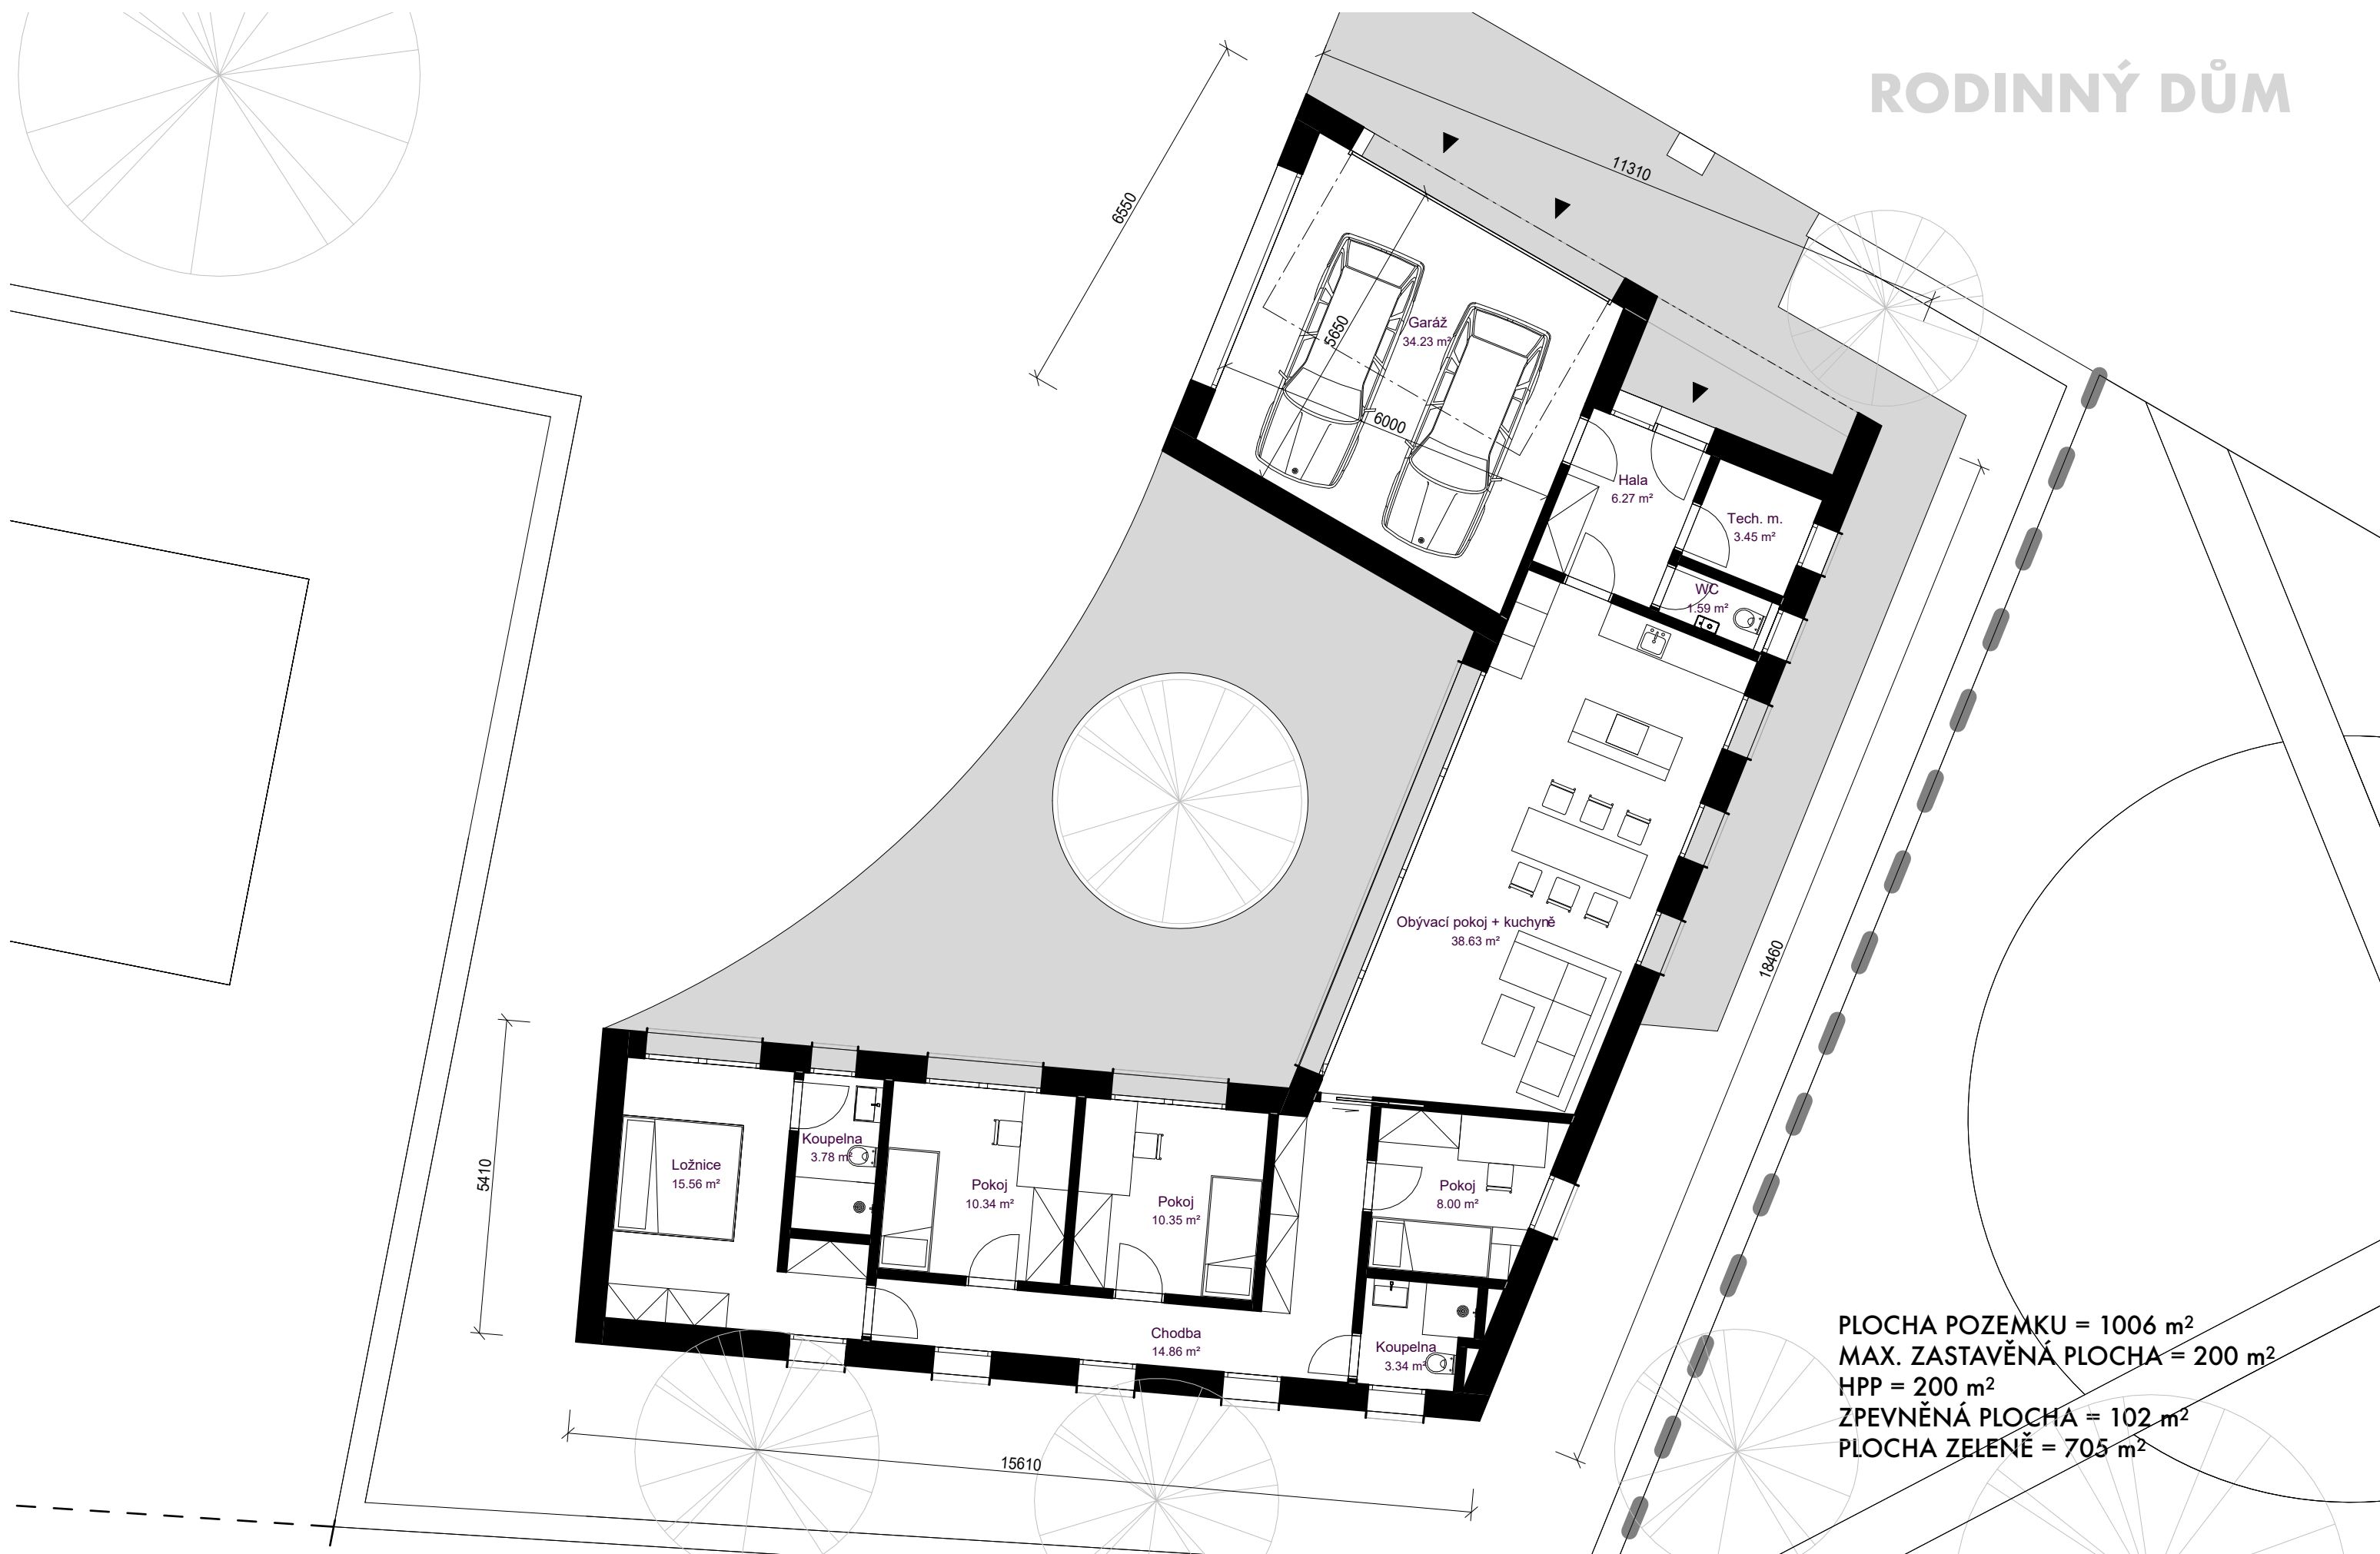 RODINNÝ DŮM
11310
6550
5650
Garáž
34.23 m²
6000
Hala
6.27 m²
Tech. m.
3.45 m²
WC
1.59 m²
Obývací pokoj + kuchyně
38.63 m²
18460
5410
Koupelna
3.78 m²
Ložnice
15.56 m²
Pokoj
10.34 m²
Pokoj
10.35 m²
Pokoj
8.00 m²
Chodba
14.86 m²
Koupelna
3.34 m²
15610
PLOCHA POZEMKU = 1006 m²
MAX. ZASTAVĚNÁ PLOCHA = 200 m²
HPP = 200 m²
ZPEVNĚNÁ PLOCHA = 102 m²
PLOCHA ZELENĚ = 705 m²